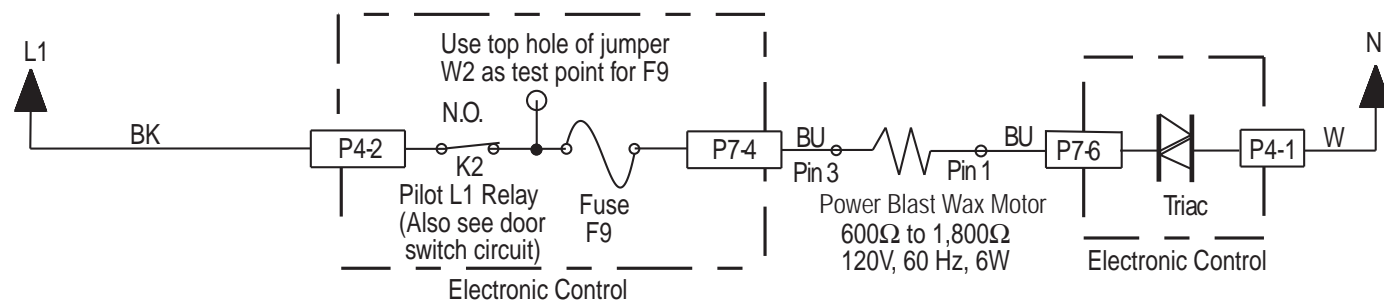 L1
BK
Use top hole of jumper
W2 as test point for F9
N.O.
P4-2
K2
Pilot L1 Relay
(Also see door
switch circuit)
Fuse
F9
P7-4
Electronic Control
BU
Pin 3
Pin 1
BU
Power Blast Wax Motor
600Ω to 1,800Ω
120V, 60 Hz, 6W
P7-6
Triac
P4-1
Electronic Control
W
N